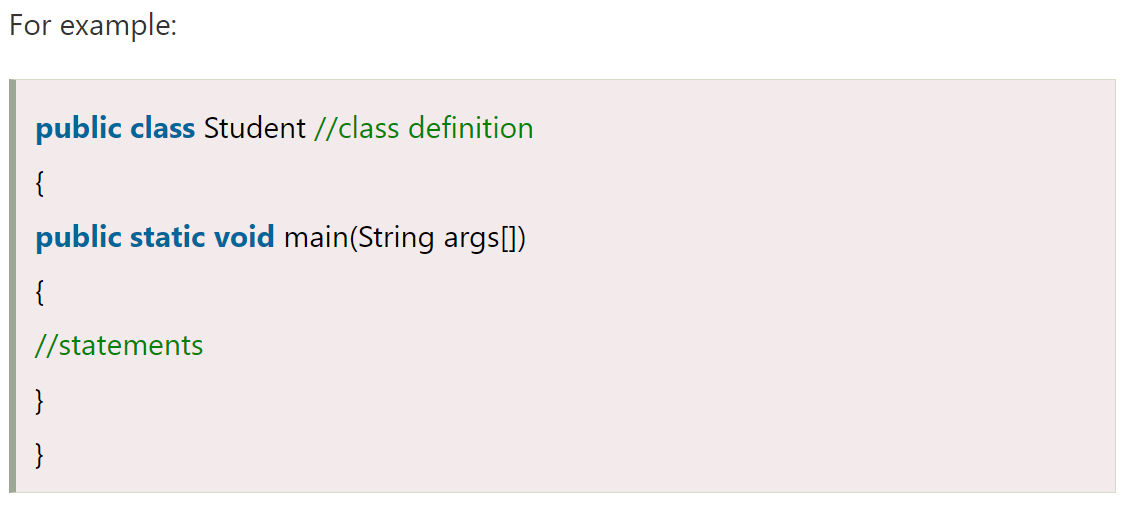 For example:
public class Student //class definition
{
public static void main(String args[])
{
//statements
}
}